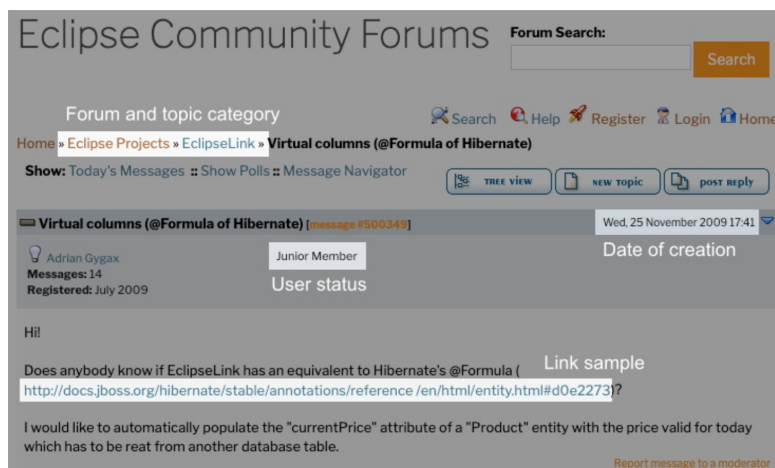 Eclipse Community Forums
Forum Search:
Search
Forum and topic category
Search Help Register Login Home
Home » Eclipse Projects » EclipseLink » Virtual columns (@Formula of Hibernate)
Show: Today's Messages :: Show Polls :: Message Navigator
TREE VIEW NEW TOPIC POST REPLY
Virtual columns (@Formula of Hibernate) [message #500349] Wed, 25 November 2009 17:41
Adrian Gygax Junior Member Date of creation
Messages: 14
Registered: July 2009 User status
Hi!
Does anybody know if EclipseLink has an equivalent to Hibernate's @Formula ( Link sample
http://docs.jboss.org/hibernate/stable/annotations/reference /en/html/entity.html#d0e2273)?
I would like to automatically populate the "currentPrice" attribute of a "Product" entity with the price valid for today
which has to be reat from another database table.
Report message to a moderator